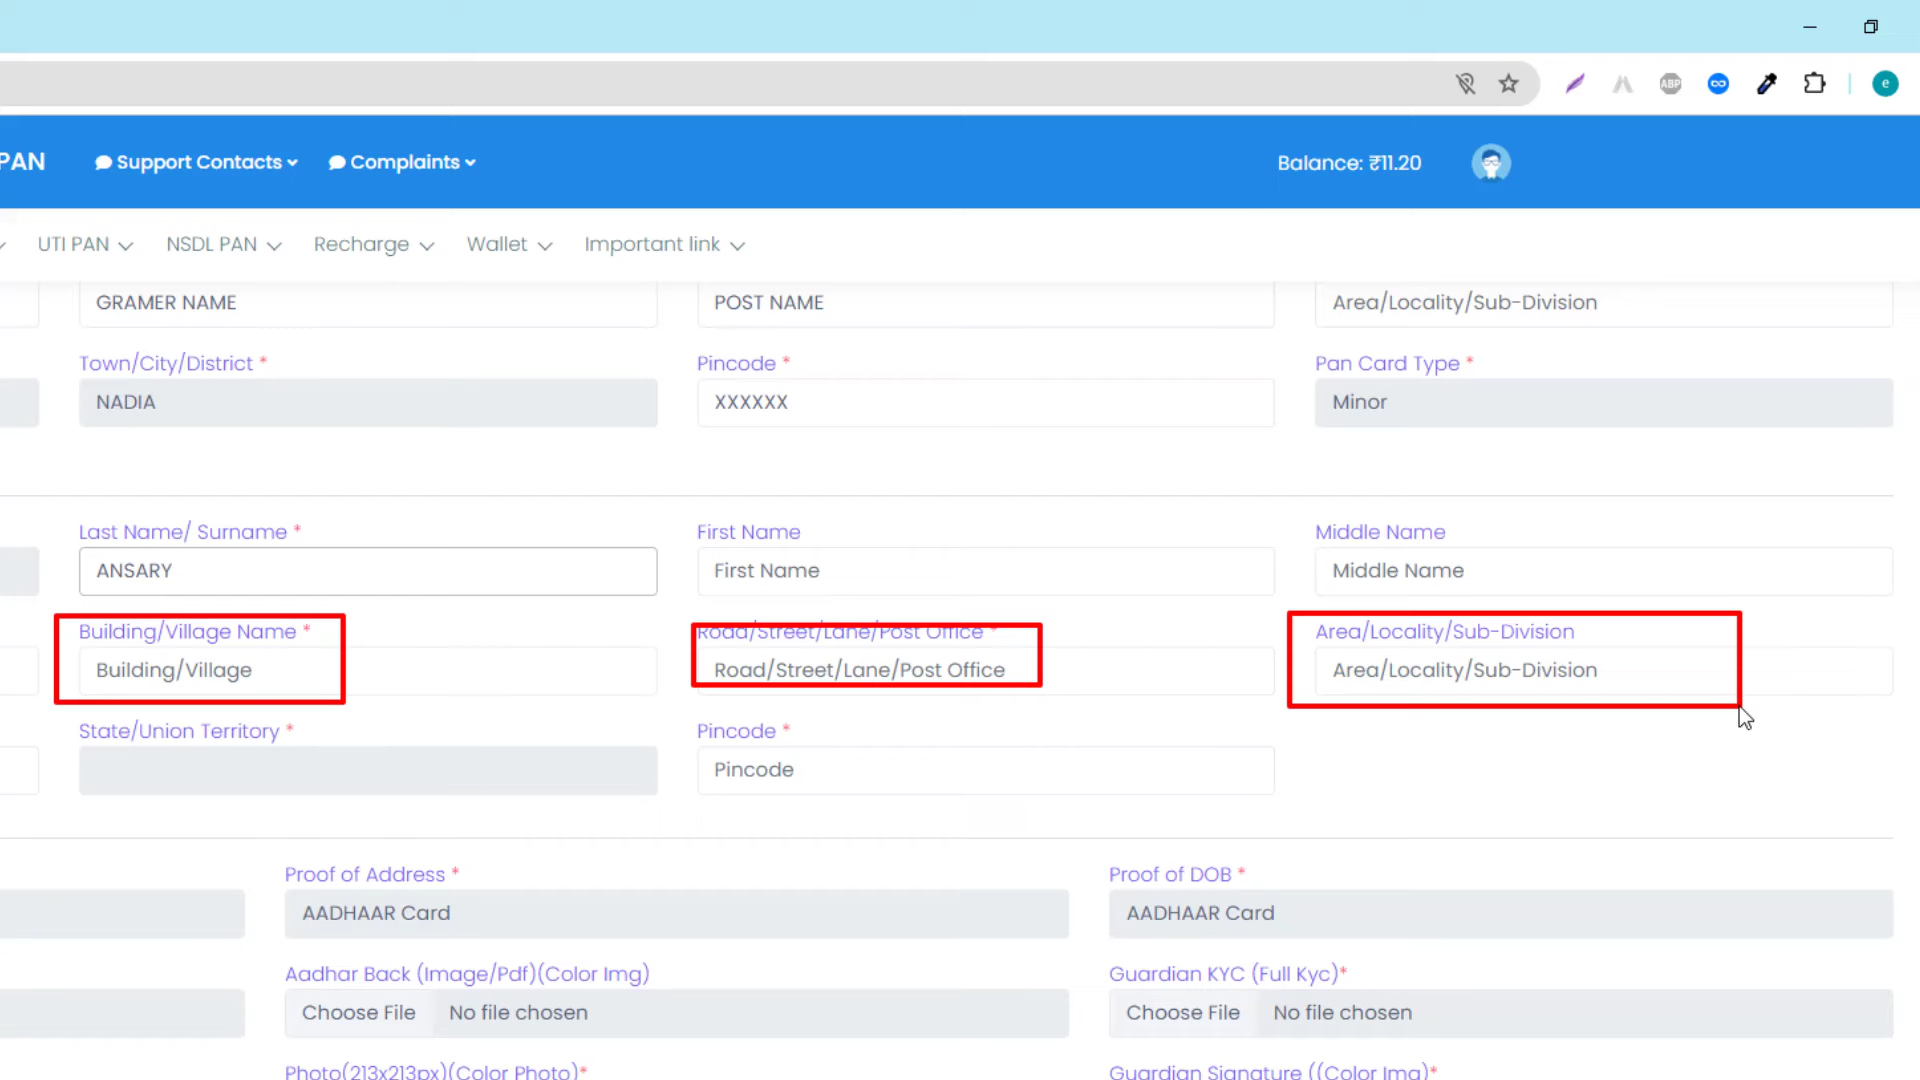 ABP
e
PAN
Support Contacts
Complaints
Balance: ₹11.20
UTI PAN
NSDL PAN
Recharge
Wallet
Important link
GRAMER NAME
POST NAME
Area/Locality/Sub-Division
Town/City/District *
Pincode *
Pan Card Type *
NADIA
XXXXXX
Minor
Last Name/ Surname *
First Name
Middle Name
ANSARY
First Name
Middle Name
Building/Village Name *
Road/Street/Lane/Post Office *
Area/Locality/Sub-Division
Building/Village
Road/Street/Lane/Post Office
Area/Locality/Sub-Division
State/Union Territory *
Pincode *
Pincode
Proof of Address *
Proof of DOB *
AADHAAR Card
AADHAAR Card
Aadhar Back (Image/Pdf)(Color Img)
Guardian KYC (Full Kyc)*
Choose File No file chosen
Choose File No file chosen
Photo(213x213px)(Color Photo)*
Guardian Signature ((Color Img)*